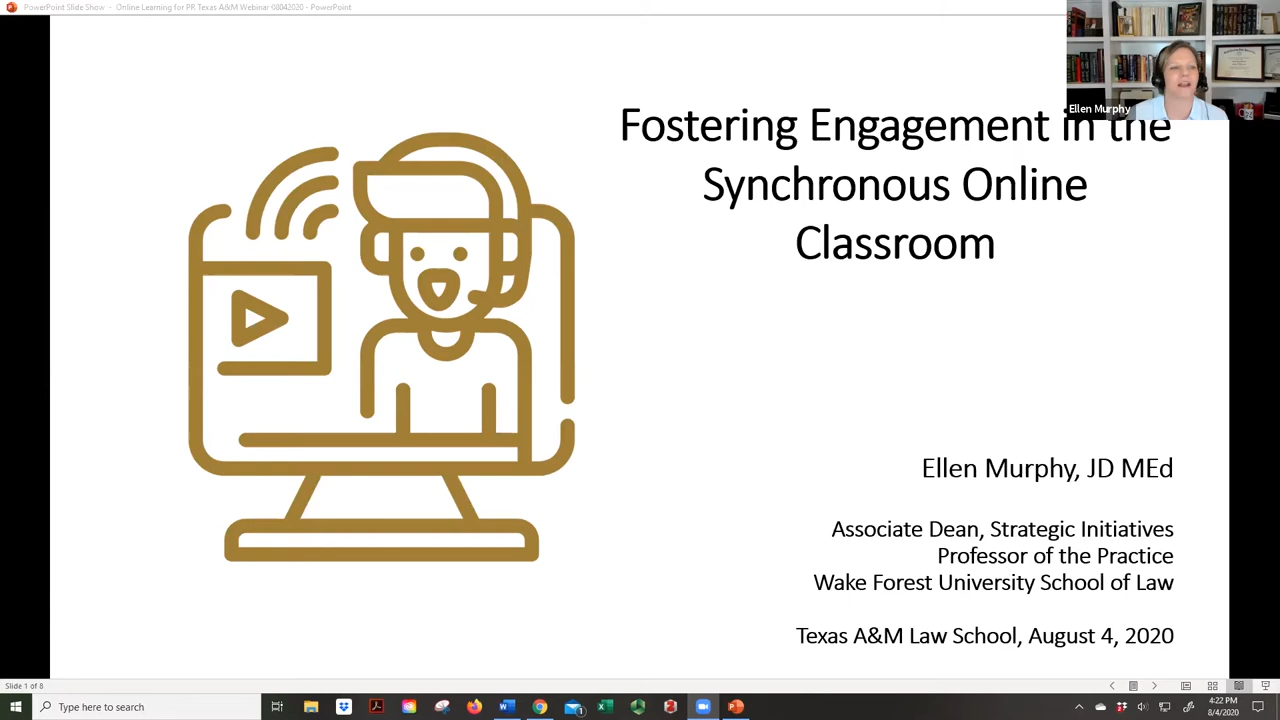 PowerPoint Slide Show - Online Learning for PR Texas A&M Webinar 08042020 - PowerPoint
Ellen Murphy
Fostering Engagement in the
Synchronous Online
Classroom
Ellen Murphy, JD MEd
Associate Dean, Strategic Initiatives
Professor of the Practice
Wake Forest University School of Law
Texas A&M Law School, August 4, 2020
Slide 1 of 8
Type here to search
4:22 PM
8/4/2020